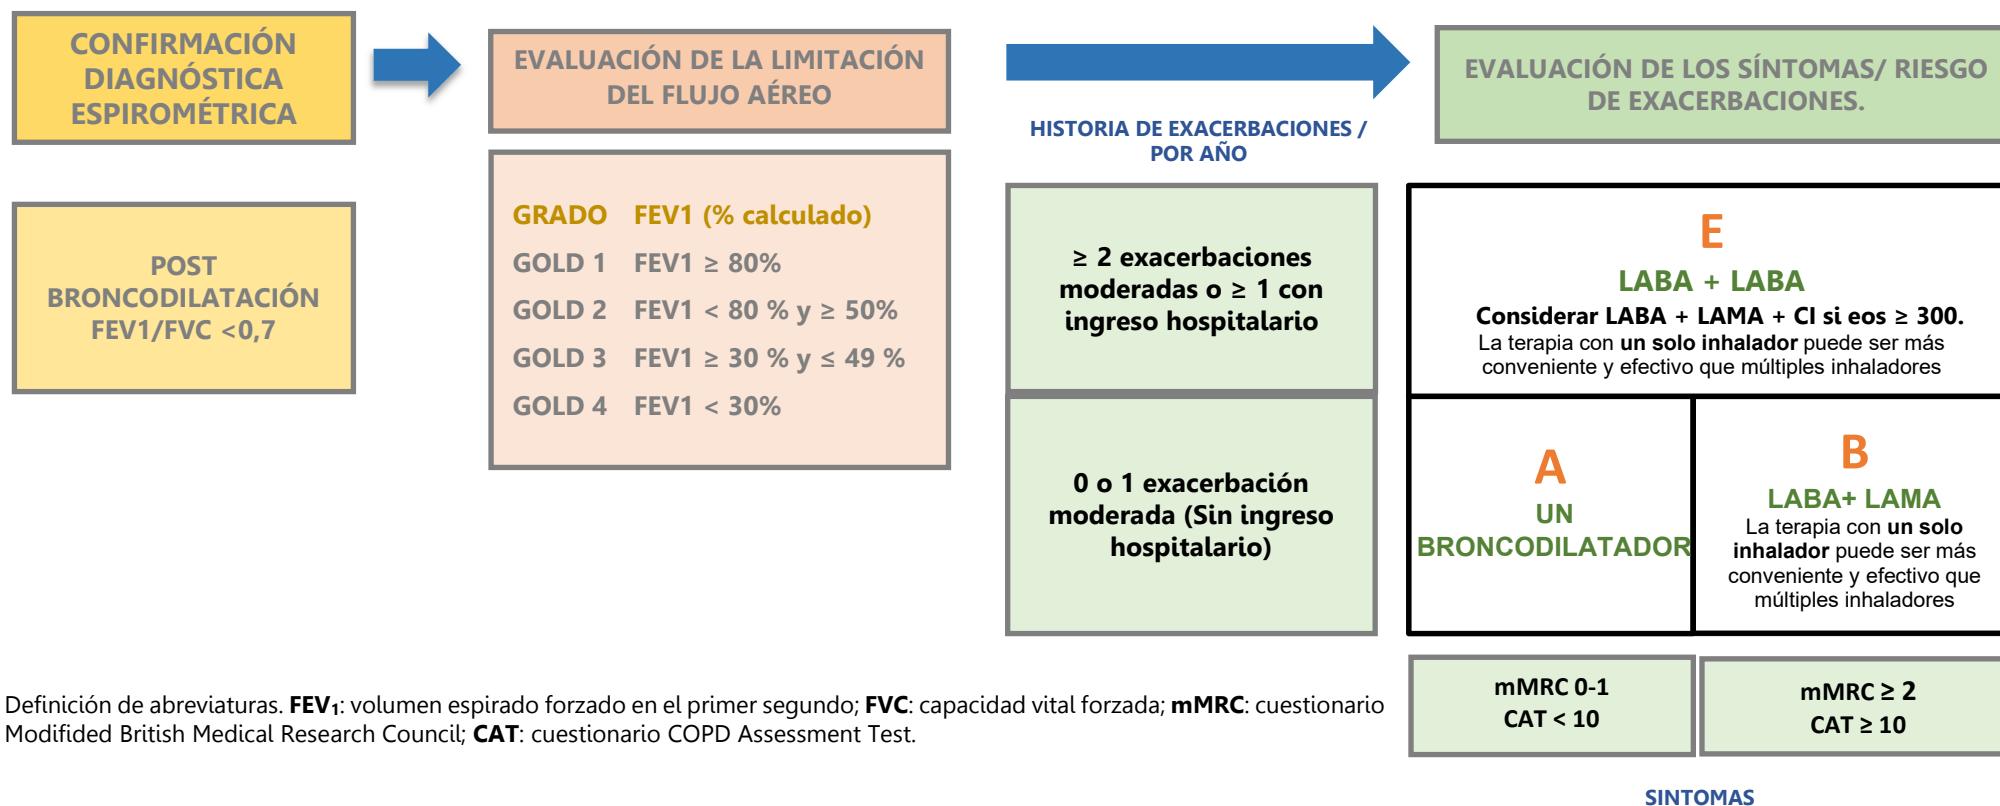 CONFIRMACIÓN
DIAGNÓSTICA
ESPIROMÉTRICA
POST
BRONCODILATACIÓN
FEV1/FVC <0,7
EVALUACIÓN DE LA LIMITACIÓN
DEL FLUJO AÉREO
GRADO FEV1 (% calculado)
GOLD 1 FEV1 ≥ 80%
GOLD 2 FEV1 < 80 % y ≥ 50%
GOLD 3 FEV1 ≥ 30 % y ≤ 49 %
GOLD 4 FEV1 < 30%
HISTORIA DE EXACERBACIONES /
POR AÑO
≥ 2 exacerbaciones
moderadas o ≥ 1 con
ingreso hospitalario
0 o 1 exacerbación
moderada (Sin ingreso
hospitalario)
EVALUACIÓN DE LOS SÍNTOMAS/ RIESGO
DE EXACERBACIONES.
E
LABA + LABA
Considerar LABA + LAMA + CI si eos ≥ 300.
La terapia con un solo inhalador puede ser más
conveniente y efectivo que múltiples inhaladores
A
UN
BRONCODILATADOR
B
LABA+ LAMA
La terapia con un solo
inhalador puede ser más
conveniente y efectivo que
múltiples inhaladores
mMRC 0-1
CAT < 10
mMRC ≥ 2
CAT ≥ 10
SINTOMAS
Definición de abreviaturas. FEV₁: volumen espirado forzado en el primer segundo; FVC: capacidad vital forzada; mMRC: cuestionario
Modifided British Medical Research Council; CAT: cuestionario COPD Assessment Test.